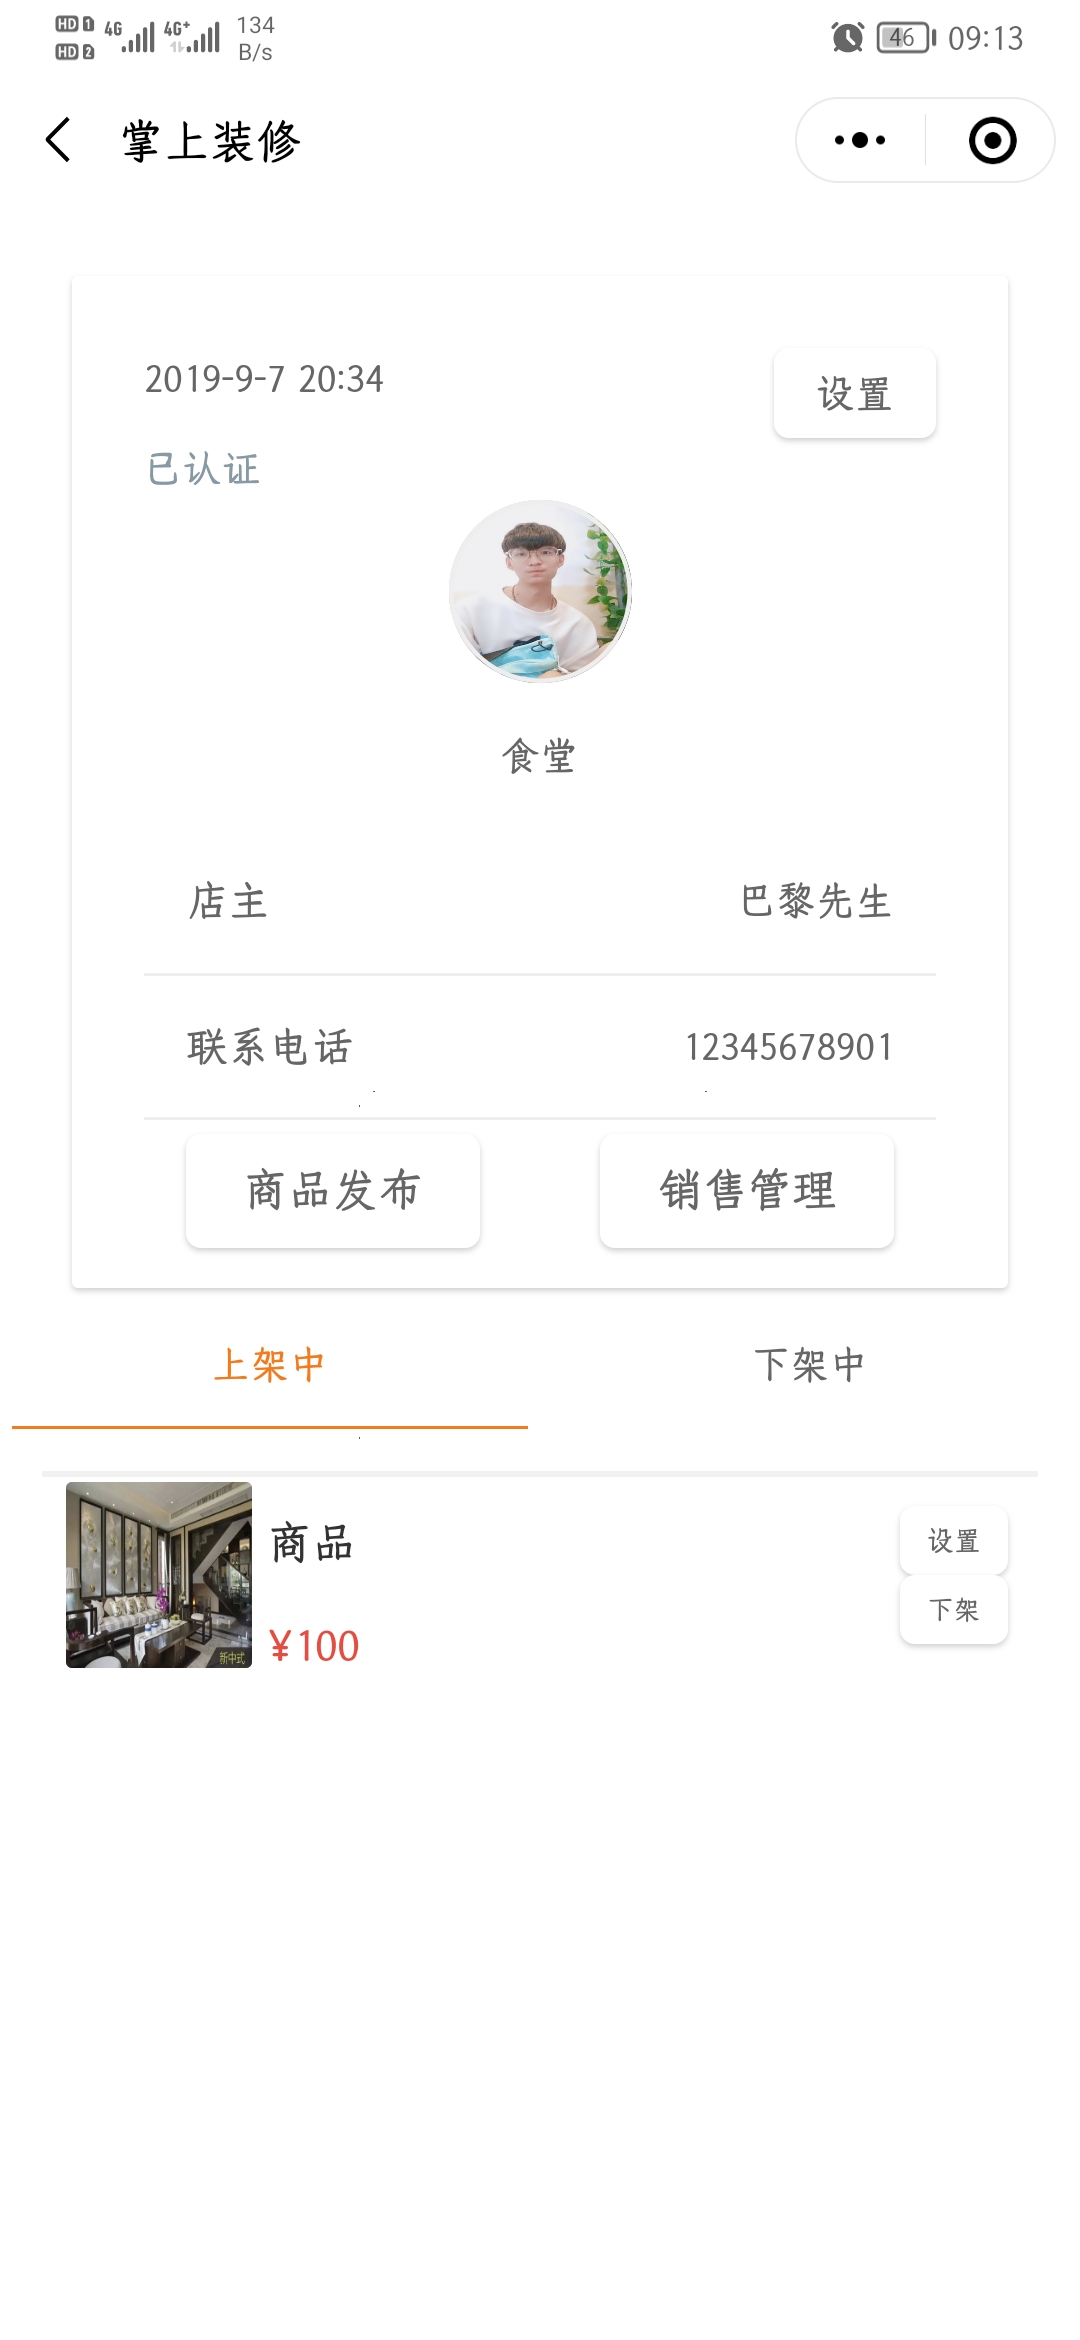 HD 1 4G 4G+ 134
HD 2 B/s
46 09:13
掌上装修
2019-9-7 20:34
设置
已认证
食堂
店主 巴黎先生
联系电话 12345678901
商品发布 销售管理
上架中 下架中
商品
设置
下架
¥100
新中式